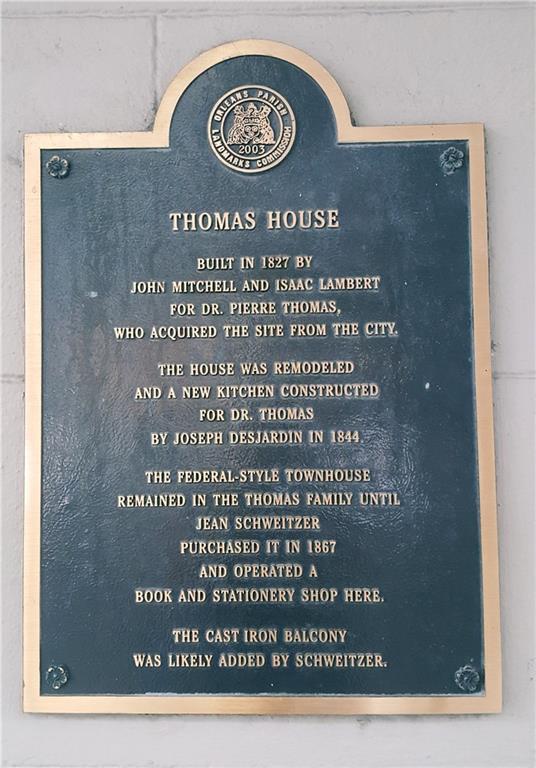 ORLEANS PARISH
LANDMARKS COMMISSION
2003
THOMAS HOUSE
BUILT IN 1827 BY
JOHN MITCHELL AND ISAAC LAMBERT
FOR DR. PIERRE THOMAS,
WHO ACQUIRED THE SITE FROM THE CITY.
THE HOUSE WAS REMODELED
AND A NEW KITCHEN CONSTRUCTED
FOR DR. THOMAS
BY JOSEPH DESJARDIN IN 1844
THE FEDERAL-STYLE TOWNHOUSE
REMAINED IN THE THOMAS FAMILY UNTIL
JEAN SCHWEITZER
PURCHASED IT IN 1867
AND OPERATED A
BOOK AND STATIONERY SHOP HERE.
THE CAST IRON BALCONY
WAS LIKELY ADDED BY SCHWEITZER.